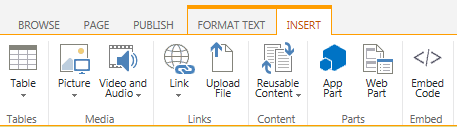 BROWSE PAGE PUBLISH FORMAT TEXT INSERT
Table Picture Video and Audio Link Upload File Reusable Content App Part Web Part Embed Code
Tables Media Links Content Parts Embed